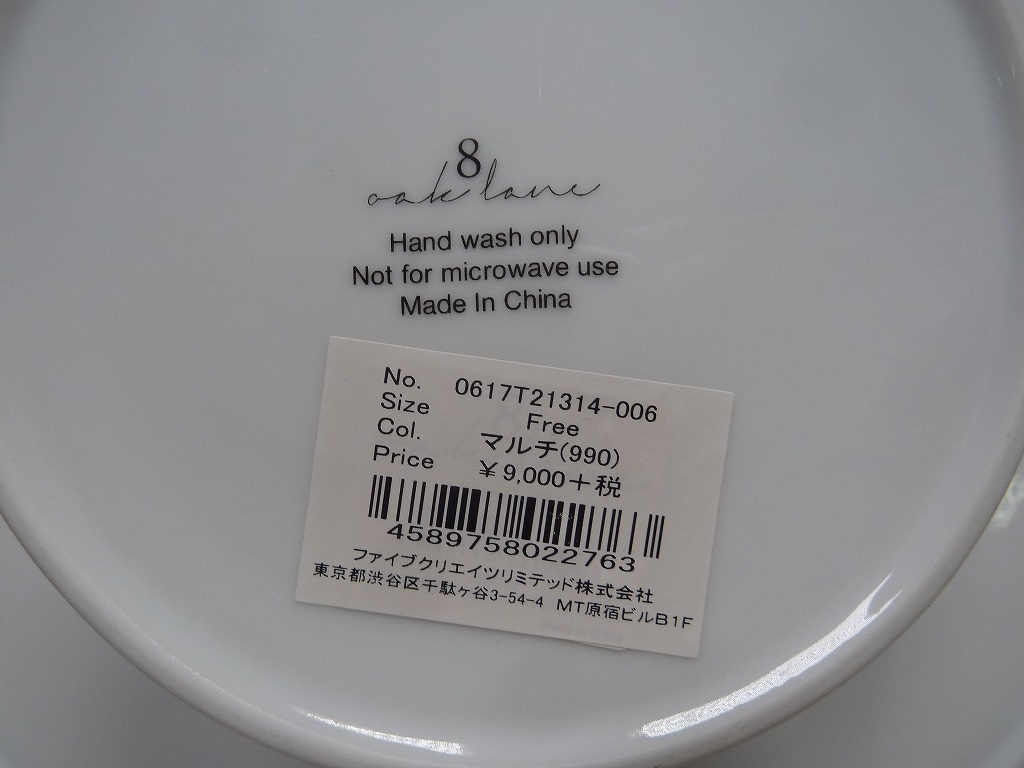 8
oak lane
Hand wash only
Not for microwave use
Made In China
No. 0617T21314-006
Size Free
Col. マルチ(990)
Price ￥9,000+税
4589758022763
ファイブクリエイツリミテッド株式会社
東京都渋谷区千駄ヶ谷3-54-4 MT原宿ビルB1F